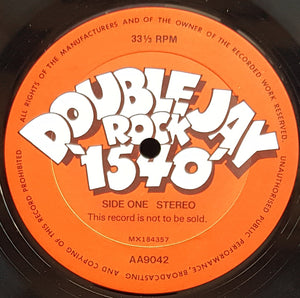 ALL RIGHTS OF THE MANUFACTURERS AND OF THE OWNER OF THE RECORDED WORK RESERVED.
UNAUTHORISED PUBLIC PERFORMANCE, BROADCASTING AND COPYING OF THIS RECORD PROHIBITED
33⅓ RPM
DOUBLE JAY
ROCK
1540
SIDE ONE STEREO
This record is not to be sold.
MX184357
AA9042